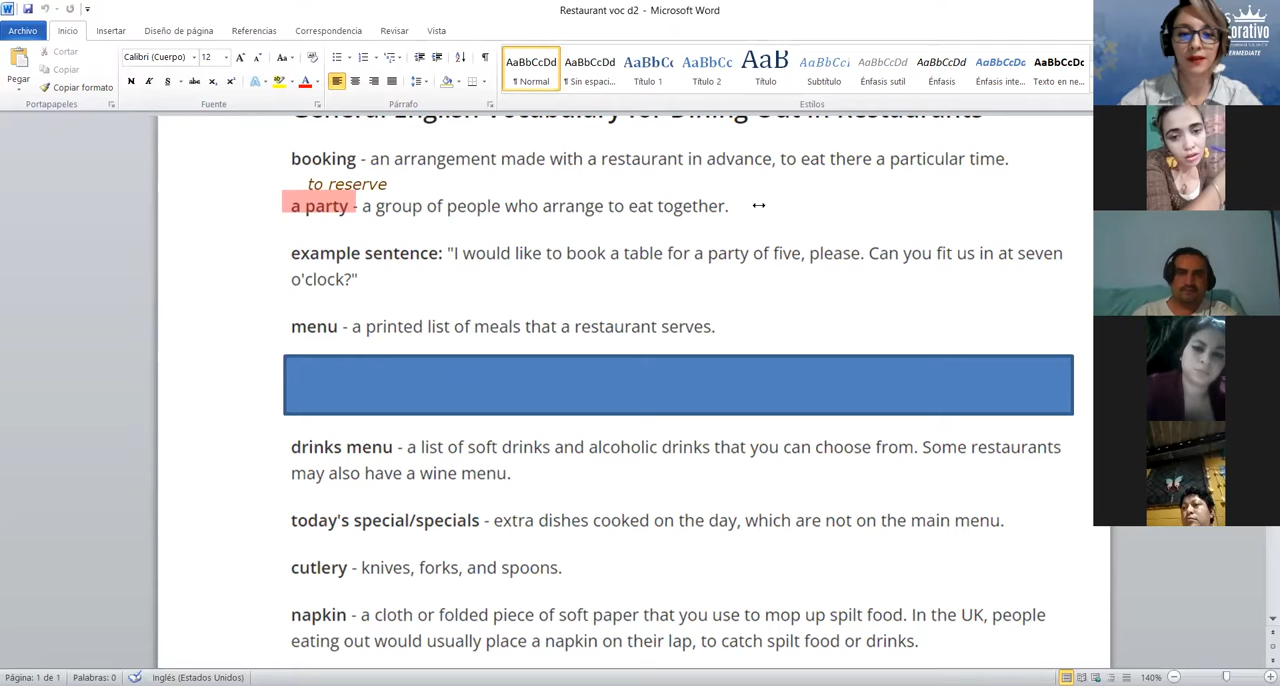 Restaurant voc d2 - Microsoft Word
Archivo Inicio Insertar Diseño de página Referencias Correspondencia Revisar Vista
Pegar
Cortar
Copiar
Copiar formato
Portapapeles
Calibri (Cuerpo) 12
Fuente
Párrafo
AaBbCcDd AaBbCcDd AaBbCc AaBbCc AaB AaBbCcl AaBbCcDd AaBbCcDd AaBbCcDd AaBbCcDc
¶ Normal ¶ Sin espaci... Título 1 Título 2 Título Subtítulo Énfasis sutil Énfasis Énfasis inte... Texto en ne...
Estilos
General English Vocabulary for Dining Out in Restaurants
booking - an arrangement made with a restaurant in advance, to eat there a particular time.
to reserve
a party - a group of people who arrange to eat together.
example sentence: "I would like to book a table for a party of five, please. Can you fit us in at seven
o'clock?"
menu - a printed list of meals that a restaurant serves.
drinks menu - a list of soft drinks and alcoholic drinks that you can choose from. Some restaurants
may also have a wine menu.
today's special/specials - extra dishes cooked on the day, which are not on the main menu.
cutlery - knives, forks, and spoons.
napkin - a cloth or folded piece of soft paper that you use to mop up spilt food. In the UK, people
eating out would usually place a napkin on their lap, to catch spilt food or drinks.
Página: 1 de 1 Palabras: 0 Inglés (Estados Unidos) 140%